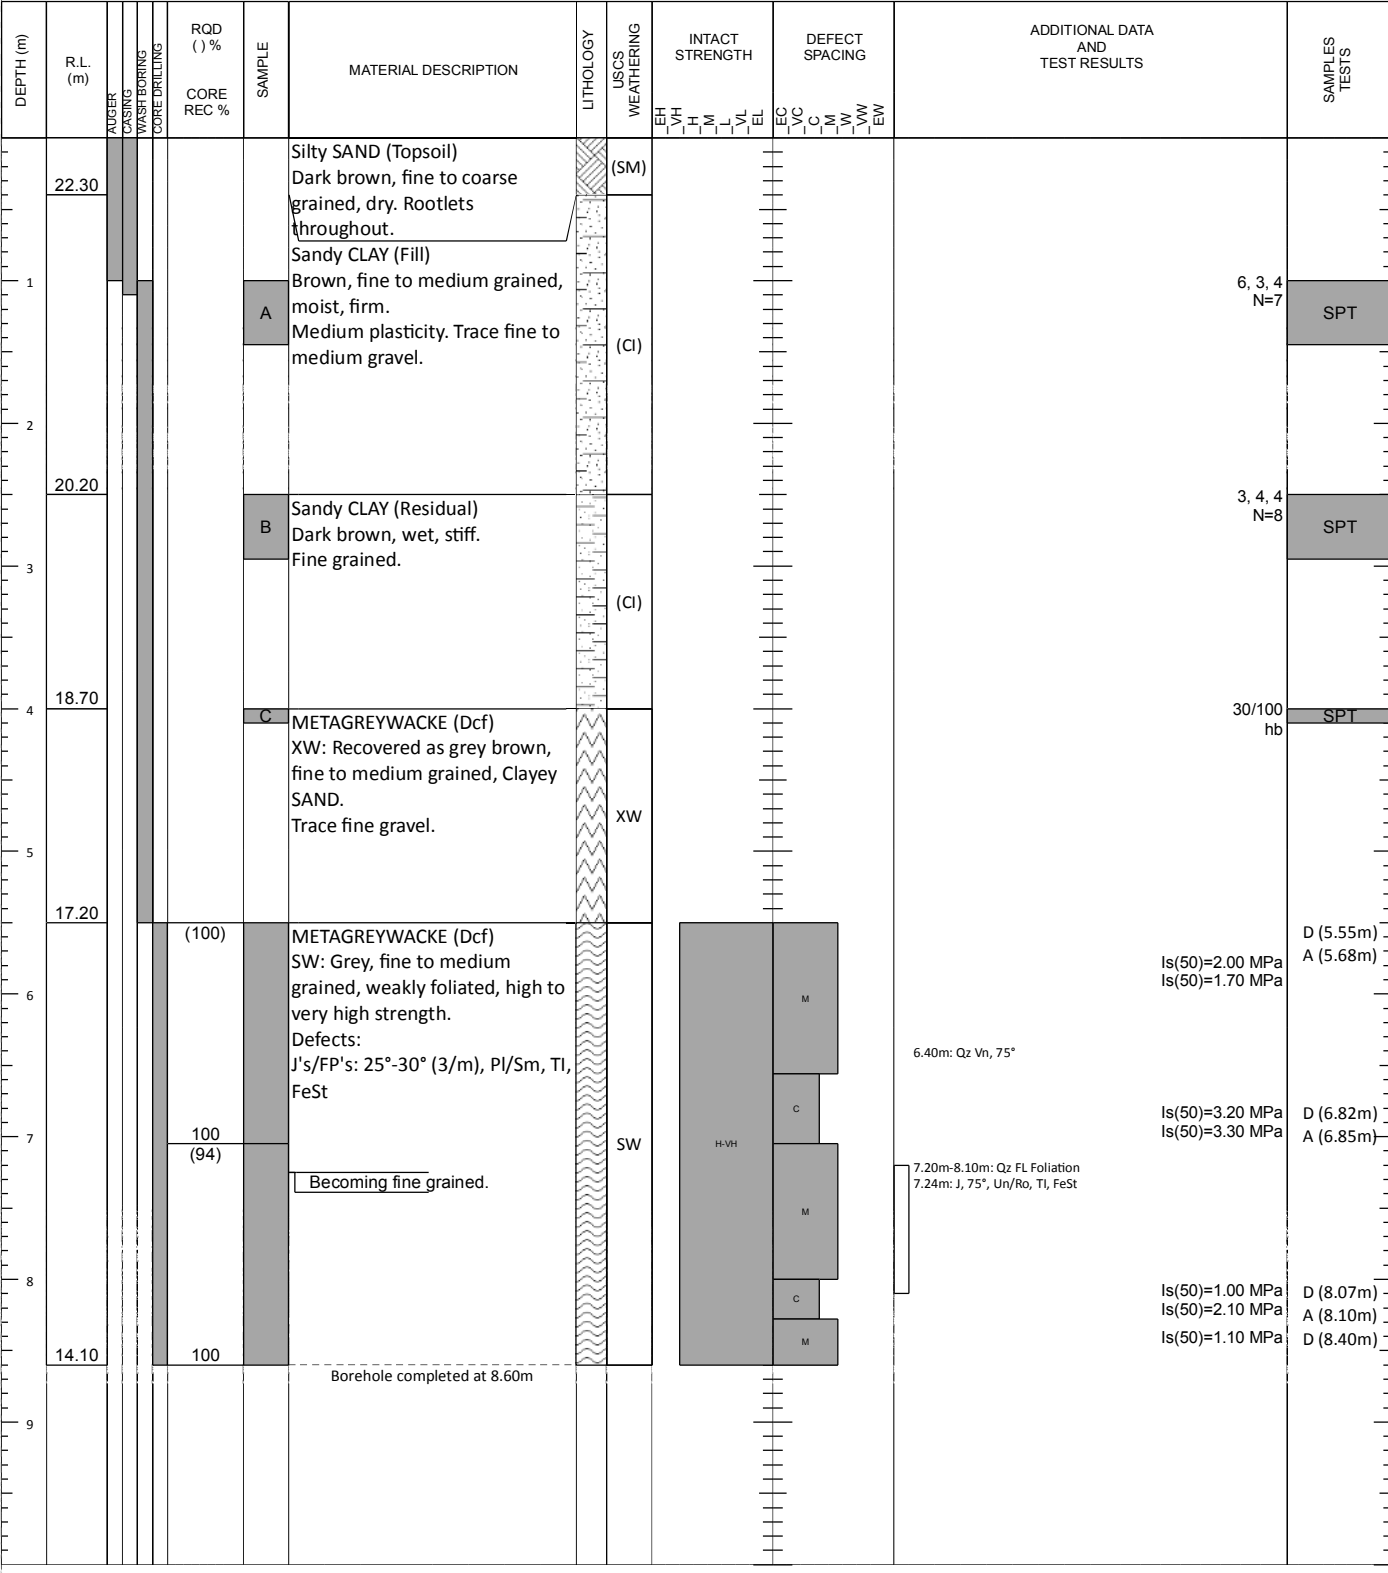 DEPTH (m)
R.L.
(m)
AUGER
CASING
WASH BORING
CORE DRILLING
RQD
( ) %
CORE
REC %
SAMPLE
MATERIAL DESCRIPTION
LITHOLOGY
USCS
WEATHERING
INTACT
STRENGTH
EH
VH
H
M
L
VL
EL
DEFECT
SPACING
EC
VC
C
M
W
VW
EW
ADDITIONAL DATA
AND
TEST RESULTS
SAMPLES
TESTS
Silty SAND (Topsoil)
Dark brown, fine to coarse
grained, dry. Rootlets
throughout.
(SM)
22.30
Sandy CLAY (Fill)
Brown, fine to medium grained,
moist, firm.
Medium plasticity. Trace fine to
medium gravel.
1
A
(CI)
6, 3, 4
N=7
SPT
2
20.20
B
Sandy CLAY (Residual)
Dark brown, wet, stiff.
Fine grained.
3, 4, 4
N=8
SPT
3
(CI)
18.70
4
C
METAGREYWACKE (Dcf)
XW: Recovered as grey brown,
fine to medium grained, Clayey
SAND.
Trace fine gravel.
XW
30/100
hb
SPT
5
17.20
(100)
METAGREYWACKE (Dcf)
SW: Grey, fine to medium
grained, weakly foliated, high to
very high strength.
Defects:
J's/FP's: 25°-30° (3/m), Pl/Sm, TI,
FeSt
D (5.55m)
A (5.68m)
Is(50)=2.00 MPa
Is(50)=1.70 MPa
6
M
6.40m: Qz Vn, 75°
C
Is(50)=3.20 MPa
D (6.82m)
Is(50)=3.30 MPa
A (6.85m)
7
100
(94)
SW
H-VH
Becoming fine grained.
7.20m-8.10m: Qz FL Foliation
7.24m: J, 75°, Un/Ro, TI, FeSt
M
8
C
Is(50)=1.00 MPa
D (8.07m)
Is(50)=2.10 MPa
A (8.10m)
M
Is(50)=1.10 MPa
D (8.40m)
14.10
100
Borehole completed at 8.60m
9